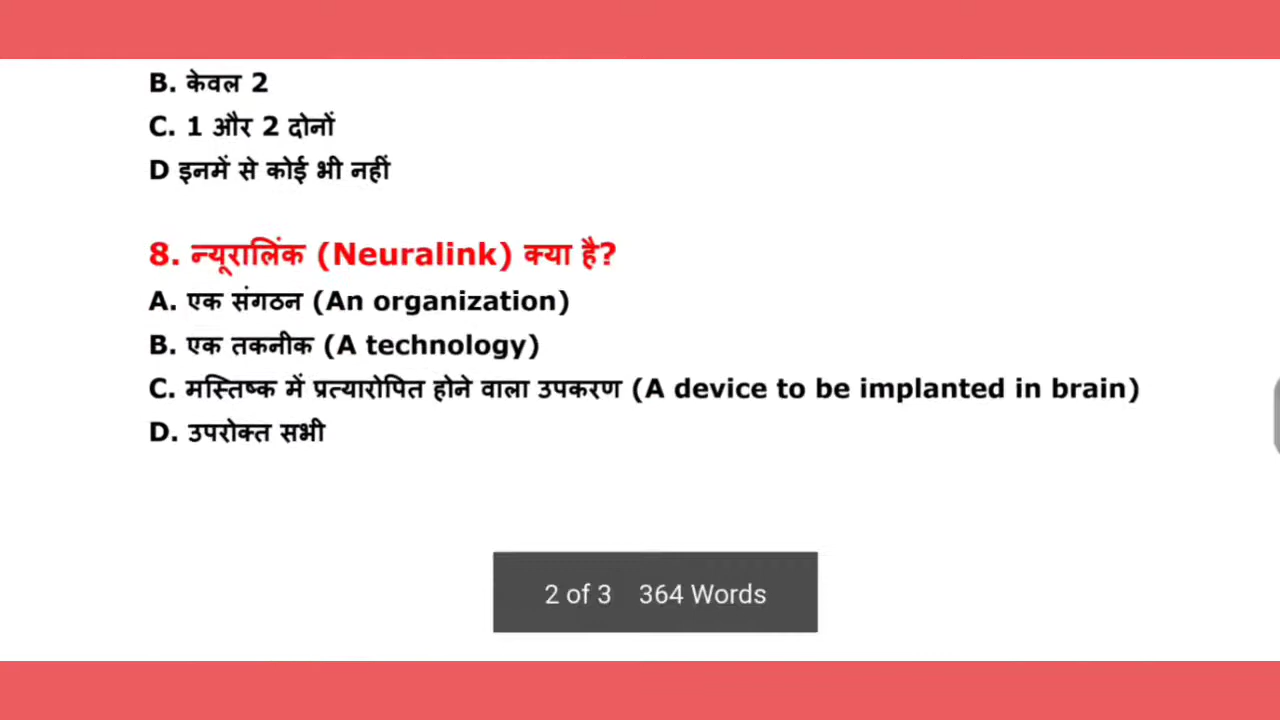 B. केवल 2
C. 1 और 2 दोनों
D इनमें से कोई भी नहीं
8. न्यूरालिंक (Neuralink) क्या है?
A. एक संगठन (An organization)
B. एक तकनीक (A technology)
C. मस्तिष्क में प्रत्यारोपित होने वाला उपकरण (A device to be implanted in brain)
D. उपरोक्त सभी
2 of 3 364 Words